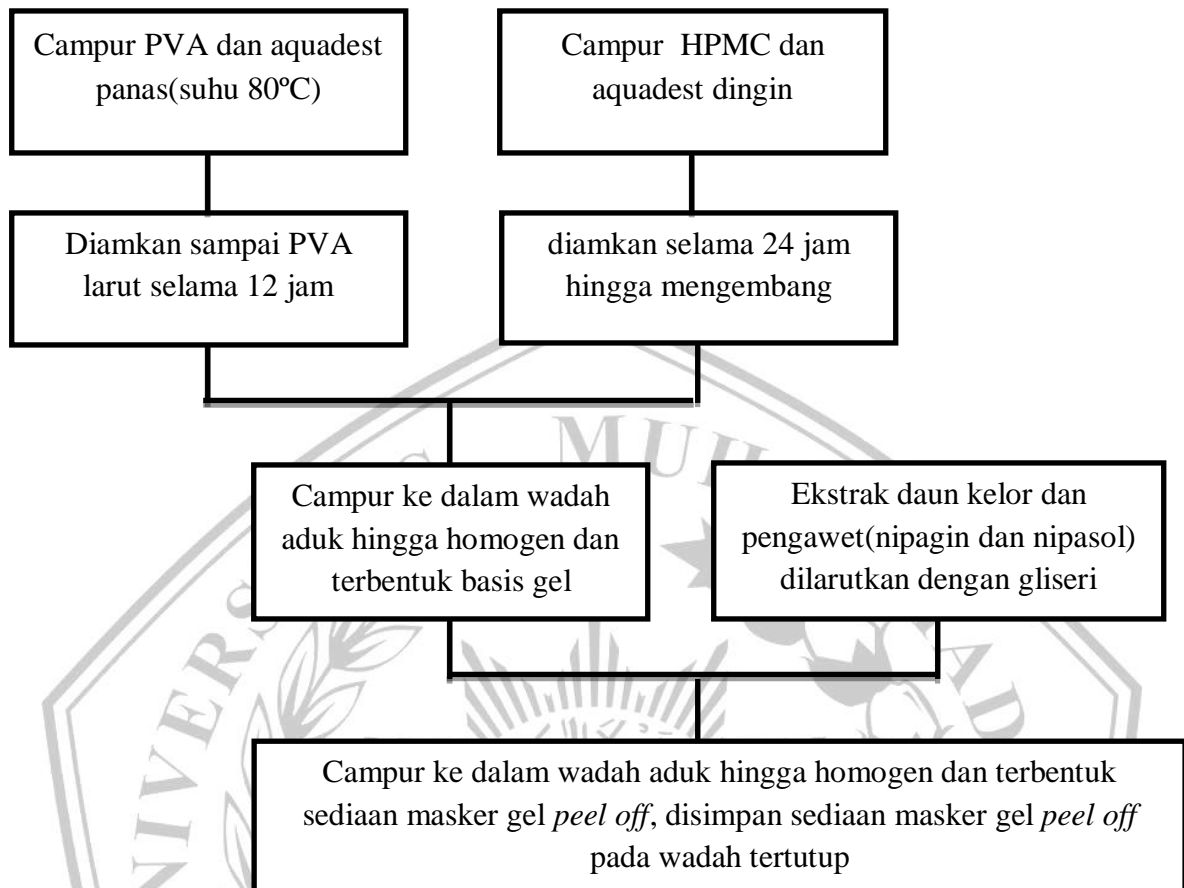 Campur PVA dan aquadest
panas(suhu 80ºC)
Campur HPMC dan
aquadest dingin
Diamkan sampai PVA
larut selama 12 jam
diamkan selama 24 jam
hingga mengembang
Campur ke dalam wadah
aduk hingga homogen dan
terbentuk basis gel
Ekstrak daun kelor dan
pengawet(nipagin dan nipasol)
dilarutkan dengan gliseri
Campur ke dalam wadah aduk hingga homogen dan terbentuk
sediaan masker gel peel off, disimpan sediaan masker gel peel off
pada wadah tertutup